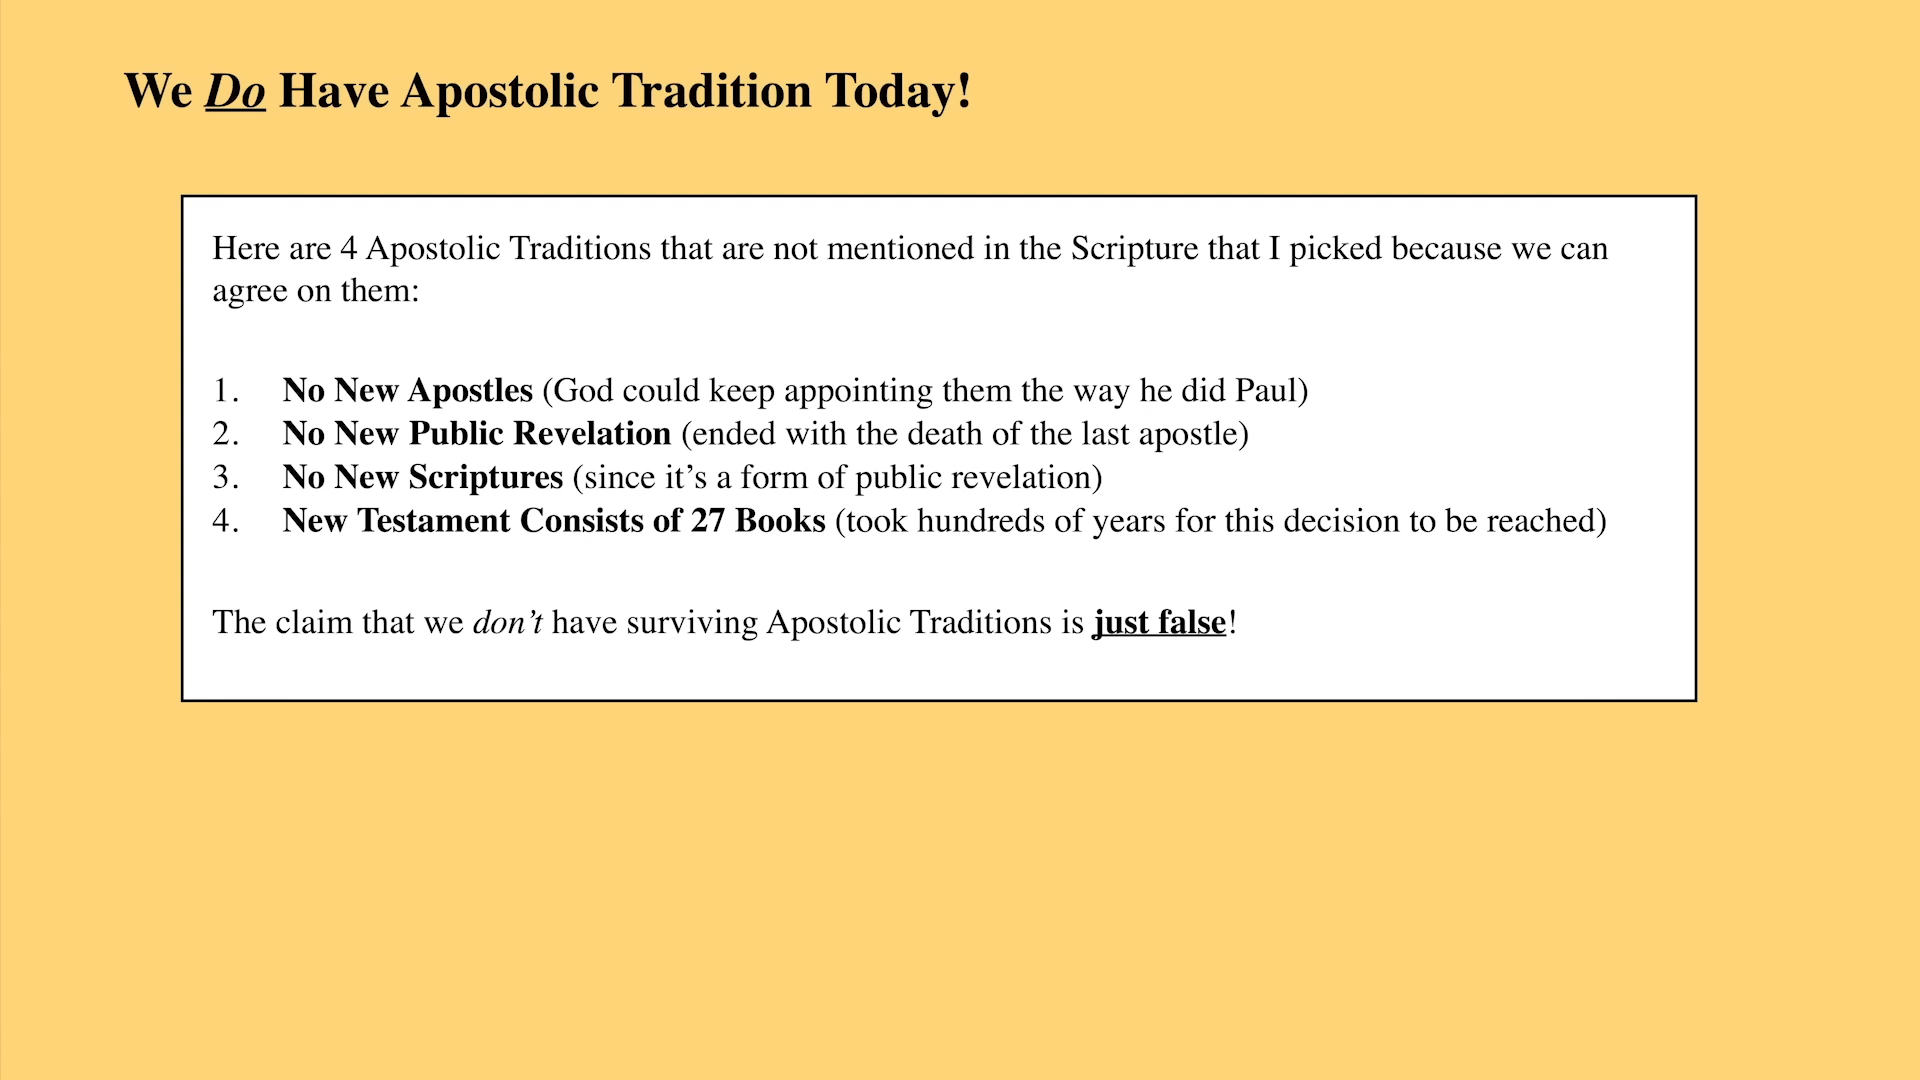 We Do Have Apostolic Tradition Today!
Here are 4 Apostolic Traditions that are not mentioned in the Scripture that I picked because we can
agree on them:
1. No New Apostles (God could keep appointing them the way he did Paul)
2. No New Public Revelation (ended with the death of the last apostle)
3. No New Scriptures (since it’s a form of public revelation)
4. New Testament Consists of 27 Books (took hundreds of years for this decision to be reached)
The claim that we don’t have surviving Apostolic Traditions is just false!